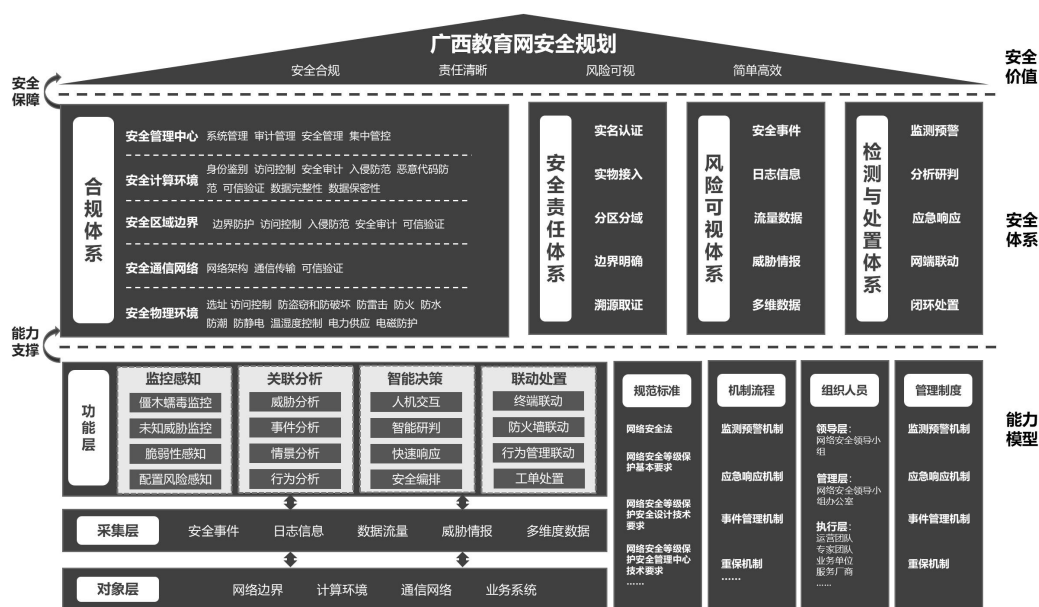 广西教育网安全规划
安全合规 责任清晰 风险可视 简单高效
安全
价值
安全
保障
合规体系
安全管理中心 系统管理 审计管理 安全管理 集中管控
安全计算环境 身份鉴别 访问控制 安全审计 入侵防范 恶意代码防
范 可信验证 数据完整性 数据保密性
安全区域边界 边界防护 访问控制 入侵防范 安全审计 可信验证
安全通信网络 网络架构 通信传输 可信验证
安全物理环境 选址 访问控制 防盗窃和防破坏 防雷击 防火 防水
防潮 防静电 温湿度控制 电力供应 电磁防护
安全责任体系
实名认证
实物接入
分区分域
边界明确
溯源取证
风险可视体系
安全事件
日志信息
流量数据
威胁情报
多维数据
检测与处置体系
监测预警
分析研判
应急响应
网端联动
闭环处置
安全
体系
能力
支撑
功能层
监控感知
僵木蠕毒监控
未知威胁监控
脆弱性感知
配置风险感知
关联分析
威胁分析
事件分析
情景分析
行为分析
智能决策
人机交互
智能研判
快速响应
安全编排
联动处置
终端联动
防火墙联动
行为管理联动
工单处置
采集层 安全事件 日志信息 数据流量 威胁情报 多维度数据
对象层 网络边界 计算环境 通信网络 业务系统
规范标准
网络安全法
网络安全等级保
护基本要求
网络安全等级保
护安全设计技术
要求
网络安全等级保
护安全管理中心
技术要求
……
机制流程
监测预警机制
应急响应机制
事件管理机制
重保机制
……
组织人员
领导层：
网络安全领导小
组
管理层：
网络安全领导小
组办公室
执行层：
运营团队
专家团队
业务单位
服务厂商
……
管理制度
监测预警机制
应急响应机制
事件管理机制
重保机制
能力
模型